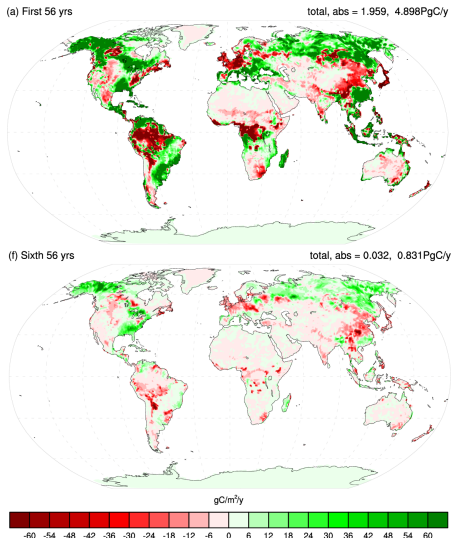 (a) First 56 yrs total, abs = 1.959, 4.898PgC/y
(f) Sixth 56 yrs total, abs = 0.032, 0.831PgC/y
gC/m²/y
-60 -54 -48 -42 -36 -30 -24 -18 -12 -6 0 6 12 18 24 30 36 42 48 54 60